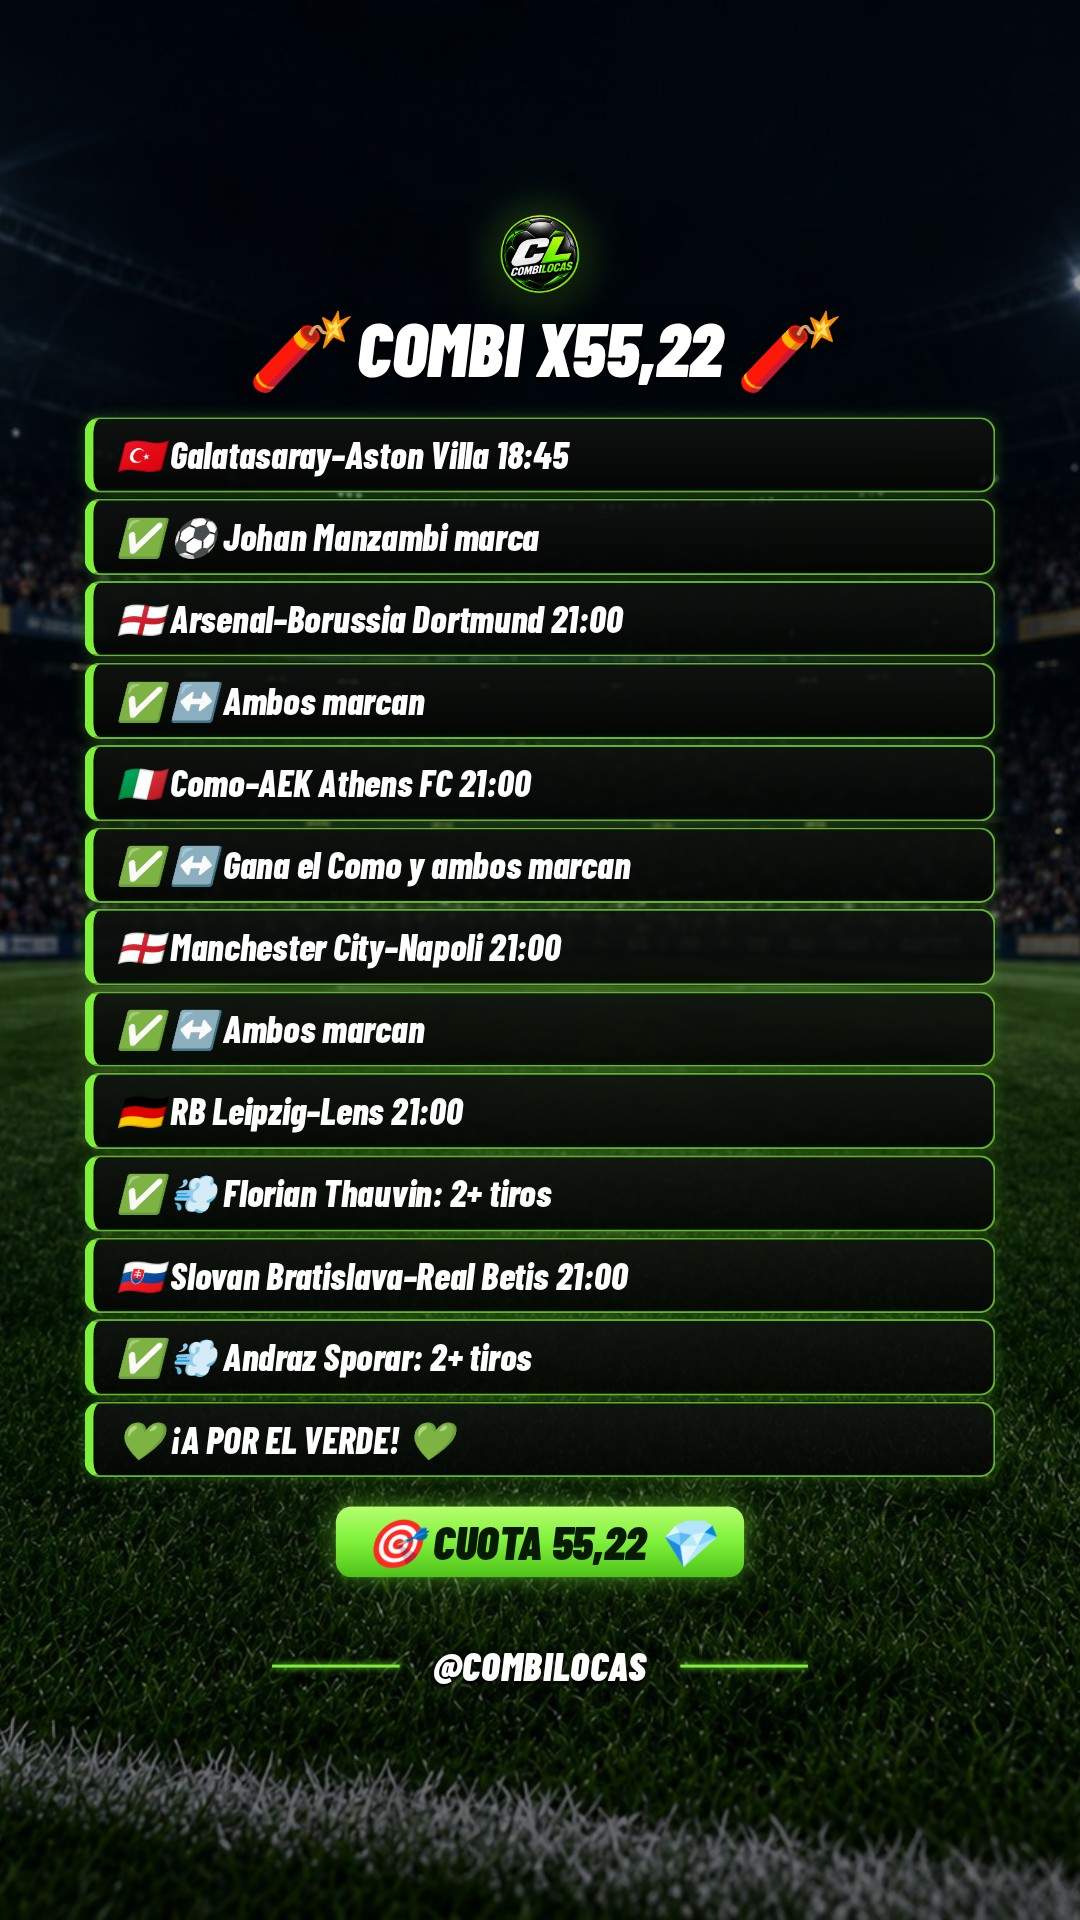 CL
COMBILOCAS
🧨 COMBI X55,22 🧨
🇹🇷 Galatasaray-Aston Villa 18:45
✅ ⚽ Johan Manzambi marca
🏴󠁧󠁢󠁥󠁮󠁧󠁿 Arsenal-Borussia Dortmund 21:00
✅ ↔️ Ambos marcan
🇮🇹 Como-AEK Athens FC 21:00
✅ ↔️ Gana el Como y ambos marcan
🏴󠁧󠁢󠁥󠁮󠁧󠁿 Manchester City-Napoli 21:00
✅ ↔️ Ambos marcan
🇩🇪 RB Leipzig-Lens 21:00
✅ 💨 Florian Thauvin: 2+ tiros
🇸🇰 Slovan Bratislava-Real Betis 21:00
✅ 💨 Andraz Sporar: 2+ tiros
💚 ¡A POR EL VERDE! 💚
🎯 CUOTA 55,22 💎
@COMBILOCAS